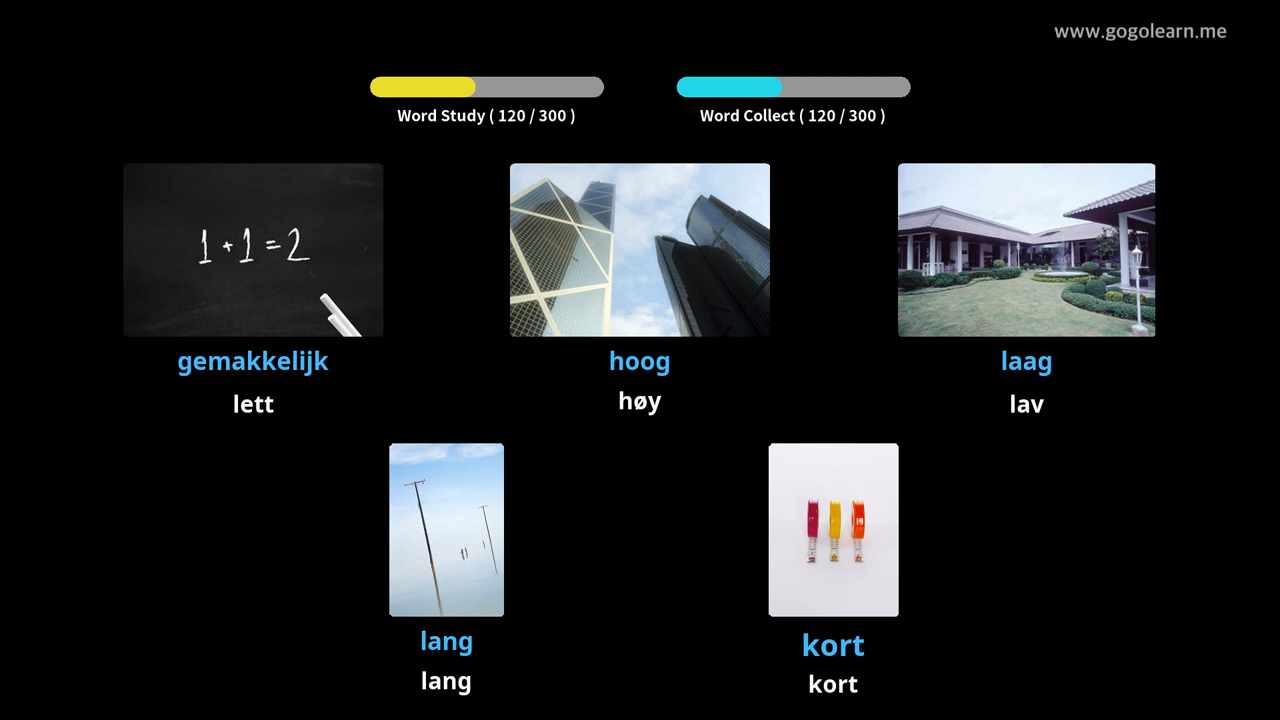 www.gogolearn.me
Word Study ( 120 / 300 )
Word Collect ( 120 / 300 )
1 + 1 = 2
gemakkelijk
lett
hoog
høy
laag
lav
lang
lang
kort
kort